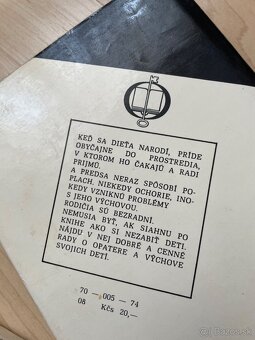 KEĎ SA DIEŤA NARODÍ, PRÍDE
OBYČAJNE DO PROSTREDIA,
V KTOROM HO ČAKAJÚ A RADI
PRIJMÚ.
A PREDSA NERAZ SPÔSOBÍ PO-
PLACH. NIEKEDY OCHORIE, INO-
KEDY VZNIKNÚ PROBLÉMY
S JEHO VÝCHOVOU.
RODIČIA SÚ BEZRADNÍ.
NEMUSIA BYŤ, AK SIAHNU PO
KNIHE AKO SI NEZABIŤ DETI.
NÁJDU V NEJ DOBRÉ A CENNÉ
RADY O OPATERE A VÝCHOVE
SVOJICH DETÍ.
70 — 005 — 74
08 Kčs 20,—